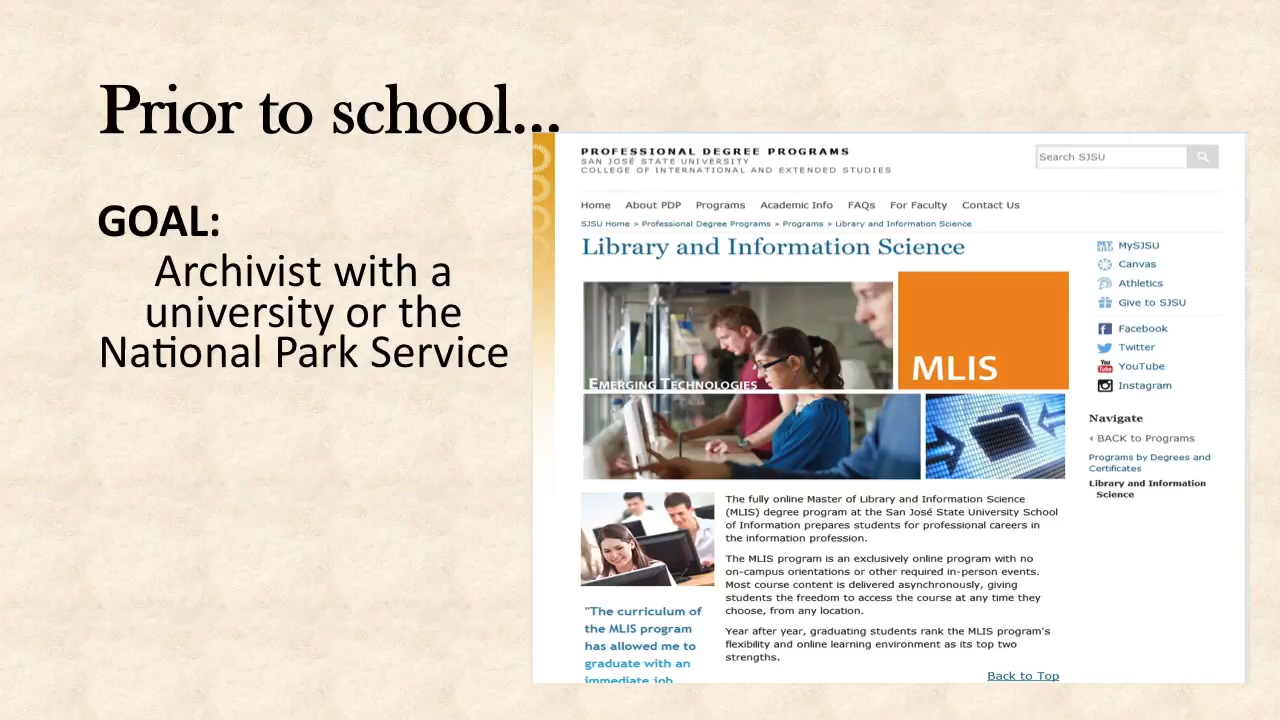 Prior to school...
GOAL:
Archivist with a
university or the
National Park Service
PROFESSIONAL DEGREE PROGRAMS
SAN JOSÉ STATE UNIVERSITY
COLLEGE OF INTERNATIONAL AND EXTENDED STUDIES
Search SJSU
Home About PDP Programs Academic Info FAQs For Faculty Contact Us
SJSU Home > Professional Degree Programs > Programs > Library and Information Science
Library and Information Science
EMERGING TECHNOLOGIES
MLIS
The fully online Master of Library and Information Science
(MLIS) degree program at the San José State University School
of Information prepares students for professional careers in
the information profession.
The MLIS program is an exclusively online program with no
on-campus orientations or other required in-person events.
Most course content is delivered asynchronously, giving
students the freedom to access the course at any time they
choose, from any location.
Year after year, graduating students rank the MLIS program's
flexibility and online learning environment as its top two
strengths.
Back to Top
"The curriculum of
the MLIS program
has allowed me to
graduate with an
immediate job
MY SJSU
MySJSU
Canvas
Athletics
Give to SJSU
Facebook
Twitter
You Tube
YouTube
Instagram
Navigate
‹ BACK to Programs
Programs by Degrees and
Certificates
Library and Information
Science